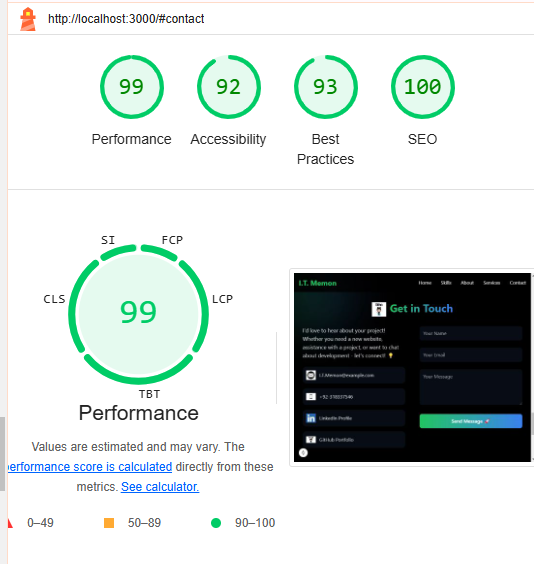 http://localhost:3000/#contact
99
92
93
100
Performance
Accessibility
Best
Practices
SEO
SI
FCP
CLS
LCP
99
TBT
Performance
Values are estimated and may vary. The
performance score is calculated directly from these
metrics. See calculator.
0–49
50–89
90–100
I.T. Memon
Home
Skills
About
Services
Contact
Get in Touch
I'd love to hear about your project!
Whether you need a new website,
assistance with a project, or want to chat
about development - let's connect!
I.T.Memon@example.com
LinkedIn Profile
GitHub Portfolio
Your Name
Your Email
Your Message
Send Message